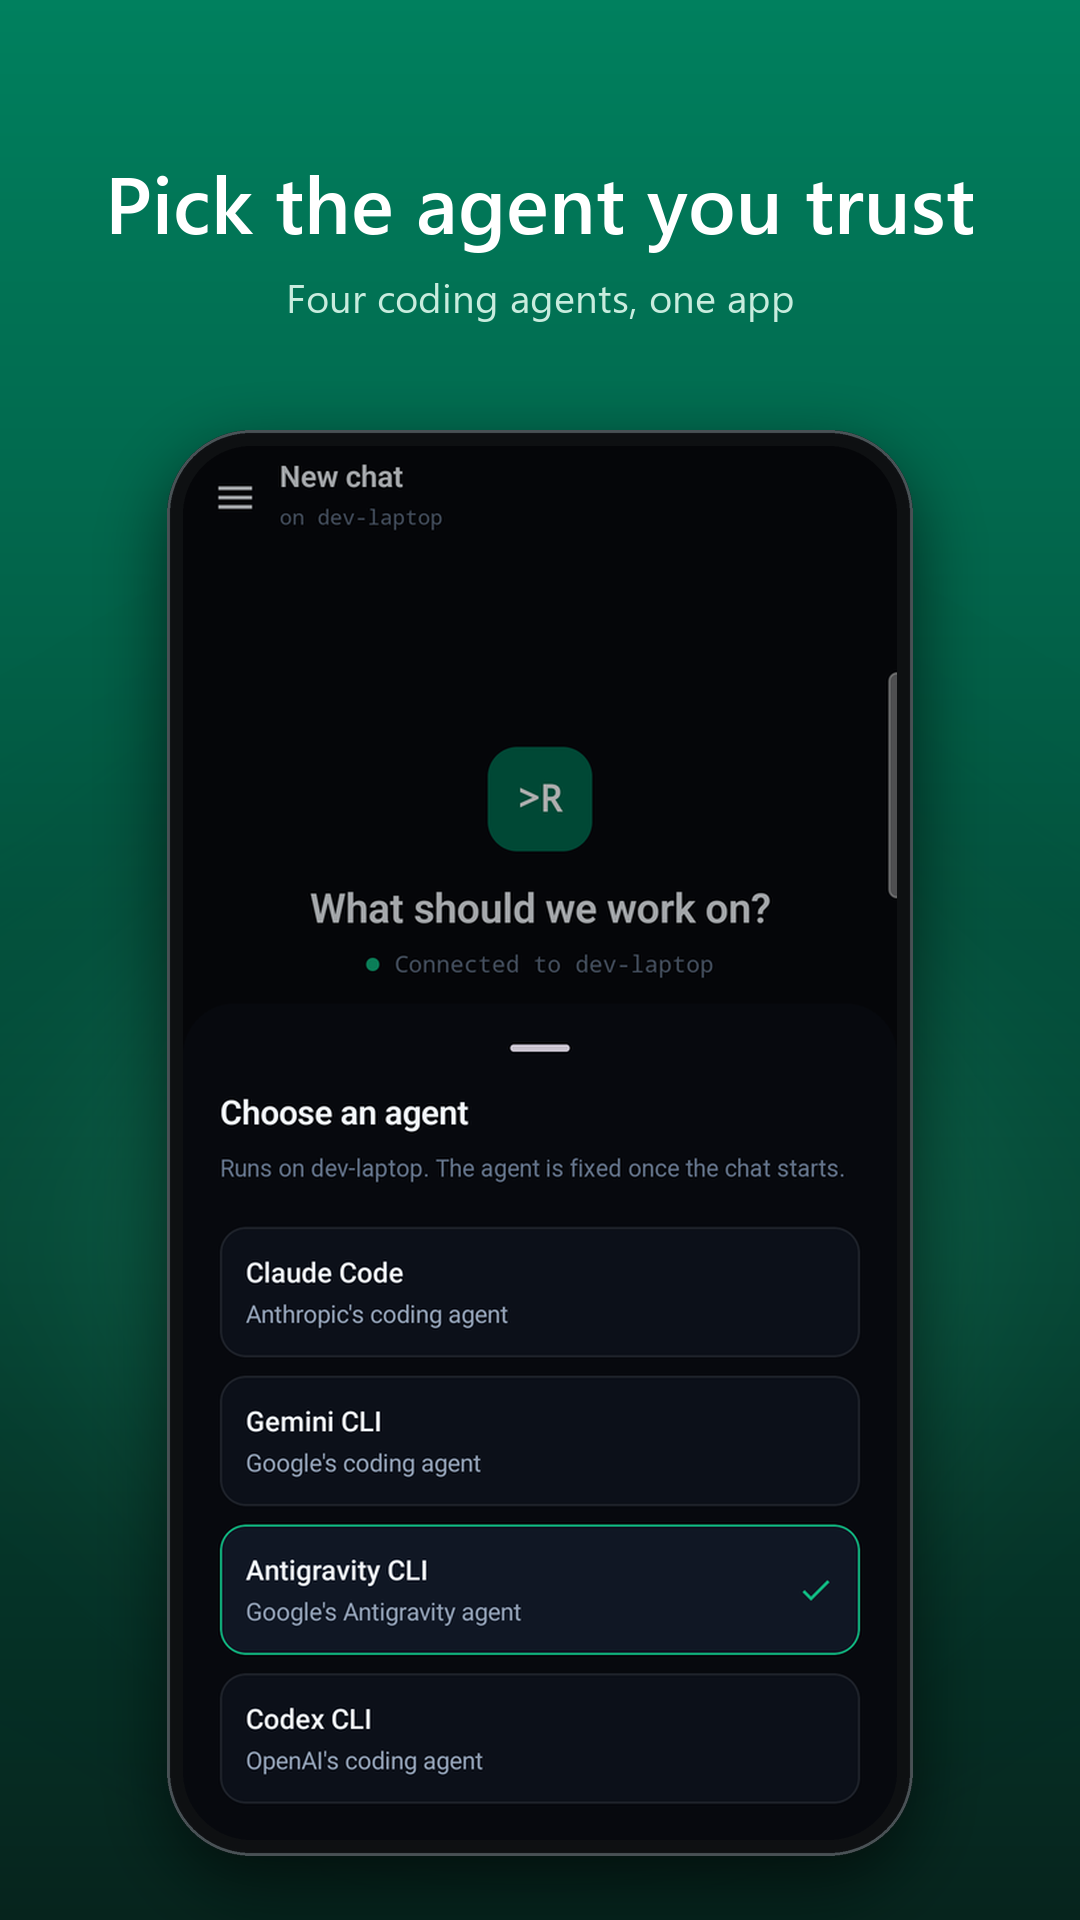 Pick the agent you trust
Four coding agents, one app
New chat
on dev-laptop
>R
What should we work on?
Connected to dev-laptop
Choose an agent
Runs on dev-laptop. The agent is fixed once the chat starts.
Claude Code
Anthropic's coding agent
Gemini CLI
Google's coding agent
Antigravity CLI
Google's Antigravity agent
Codex CLI
OpenAI's coding agent